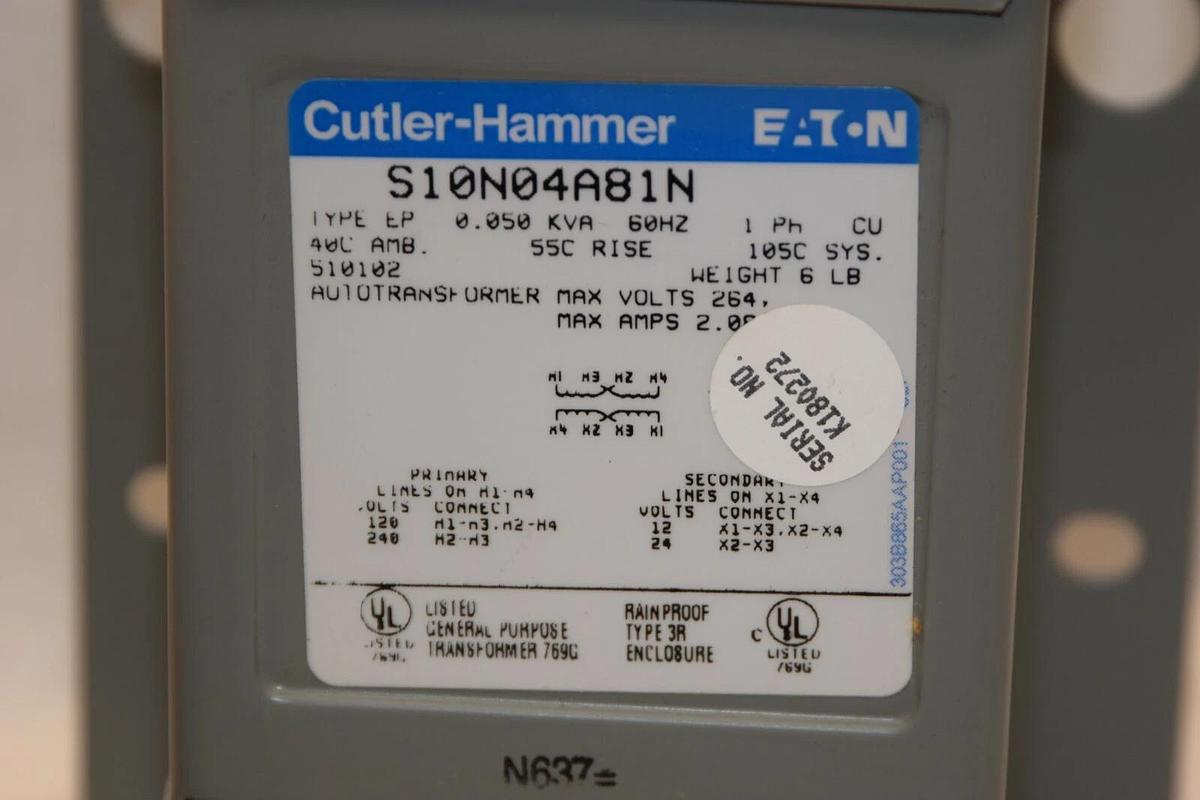 Cutler-Hammer EATON
S10N04A81N
TYPE EP 0.050 KVA 60HZ 1 Ph CU
40C AMB. 55C RISE 105C SYS.
510102 WEIGHT 6 LB
AUTOTRANSFORMER MAX VOLTS 264,
MAX AMPS 2.08
SERIAL NO.
K180272
H1 H3 H2 H4
X4 X2 X3 X1
303B865AAP001
PRIMARY
LINES ON H1-H4
VOLTS CONNECT
120 H1-H3,H2-H4
240 H2-H3
SECONDARY
LINES ON X1-X4
VOLTS CONNECT
12 X1-X3,X2-X4
24 X2-X3
UL
LISTED
769G
LISTED
GENERAL PURPOSE
TRANSFORMER 769G
RAINPROOF
TYPE 3R
ENCLOSURE
C UL
LISTED
769G
N637=